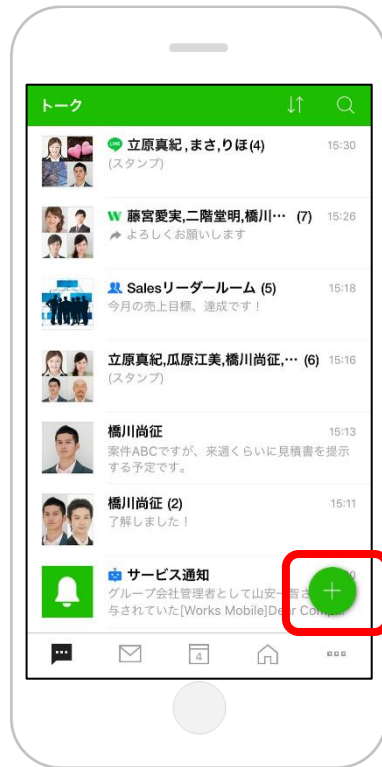 トーク
立原真紀,まさ,りほ(4) 15:30
(スタンプ)
藤宮愛実,二階堂明,橋川… (7) 15:26
よろしくお願いします
Salesリーダールーム (5) 15:18
今月の売上目標、達成です！
立原真紀,瓜原江美,橋川尚征,… (6) 15:16
(スタンプ)
橋川尚征 15:13
案件ABCですが、来週くらいに見積書を提示
する予定です。
橋川尚征 (2) 15:11
了解しました！
サービス通知
グループ会社管理者として山安一智さ
与されていた[Works Mobile]Dear
4